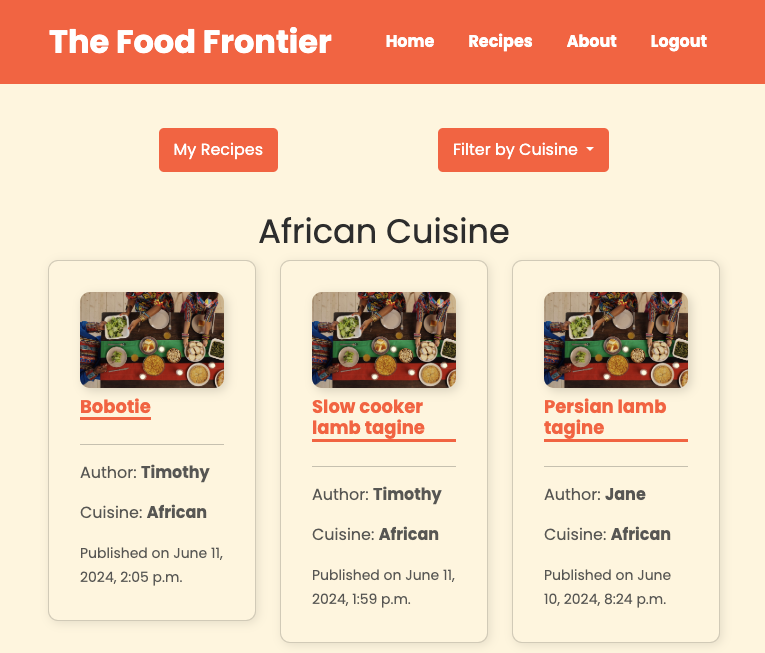 The Food Frontier
Home Recipes About Logout
My Recipes
Filter by Cuisine
African Cuisine
Bobotie
Author: Timothy
Cuisine: African
Published on June 11,
2024, 2:05 p.m.
Slow cooker
lamb tagine
Author: Timothy
Cuisine: African
Published on June 11,
2024, 1:59 p.m.
Persian lamb
tagine
Author: Jane
Cuisine: African
Published on June
10, 2024, 8:24 p.m.